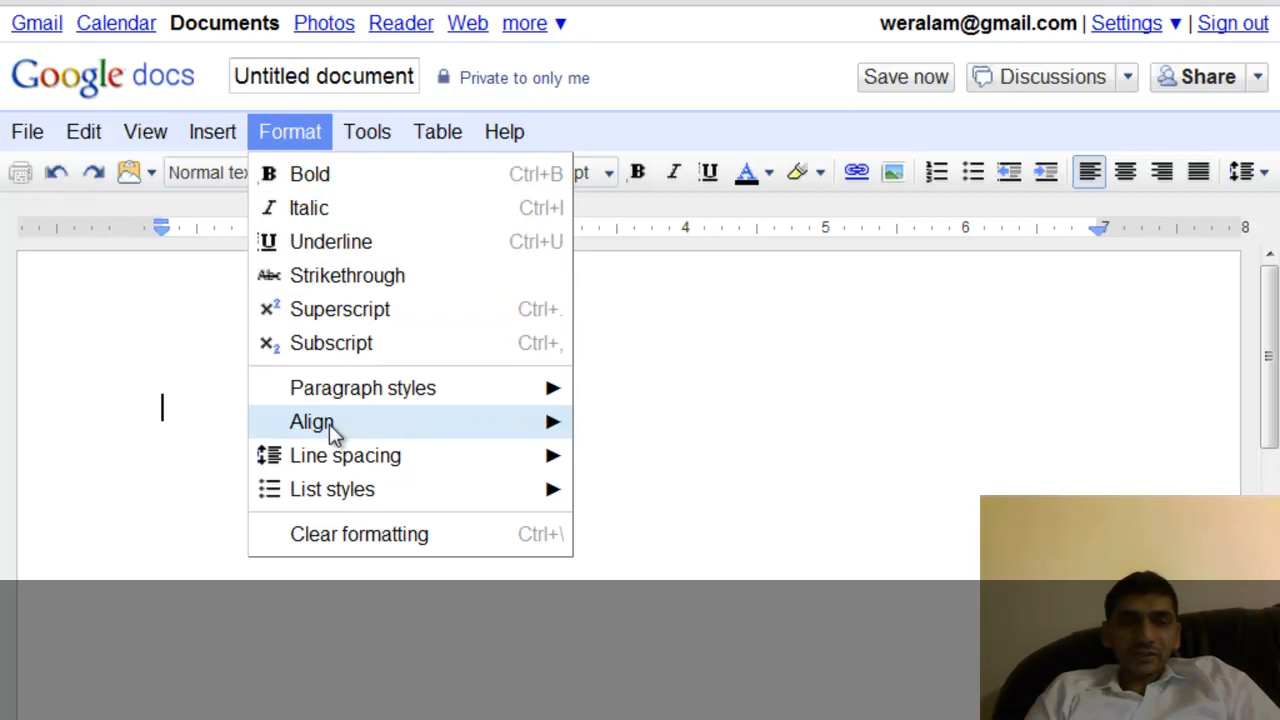 Gmail Calendar Documents Photos Reader Web more ▼ weralam@gmail.com | Settings ▼ | Sign out
Google docs Untitled document Private to only me Save now Discussions Share
File Edit View Insert Format Tools Table Help
Normal tex pt B I U A
4 5 6 7 8
B Bold Ctrl+B
I Italic Ctrl+I
U Underline Ctrl+U
Abc Strikethrough
x² Superscript Ctrl+.
x₂ Subscript Ctrl+,
Paragraph styles ►
Align ►
Line spacing ►
List styles ►
Clear formatting Ctrl+\